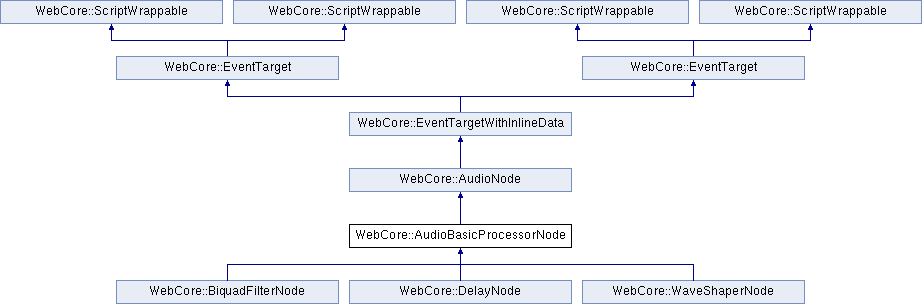 WebCore::ScriptWrappable
WebCore::ScriptWrappable
WebCore::ScriptWrappable
WebCore::ScriptWrappable
WebCore::EventTarget
WebCore::EventTarget
WebCore::EventTargetWithInlineData
WebCore::AudioNode
WebCore::AudioBasicProcessorNode
WebCore::BiquadFilterNode
WebCore::DelayNode
WebCore::WaveShaperNode